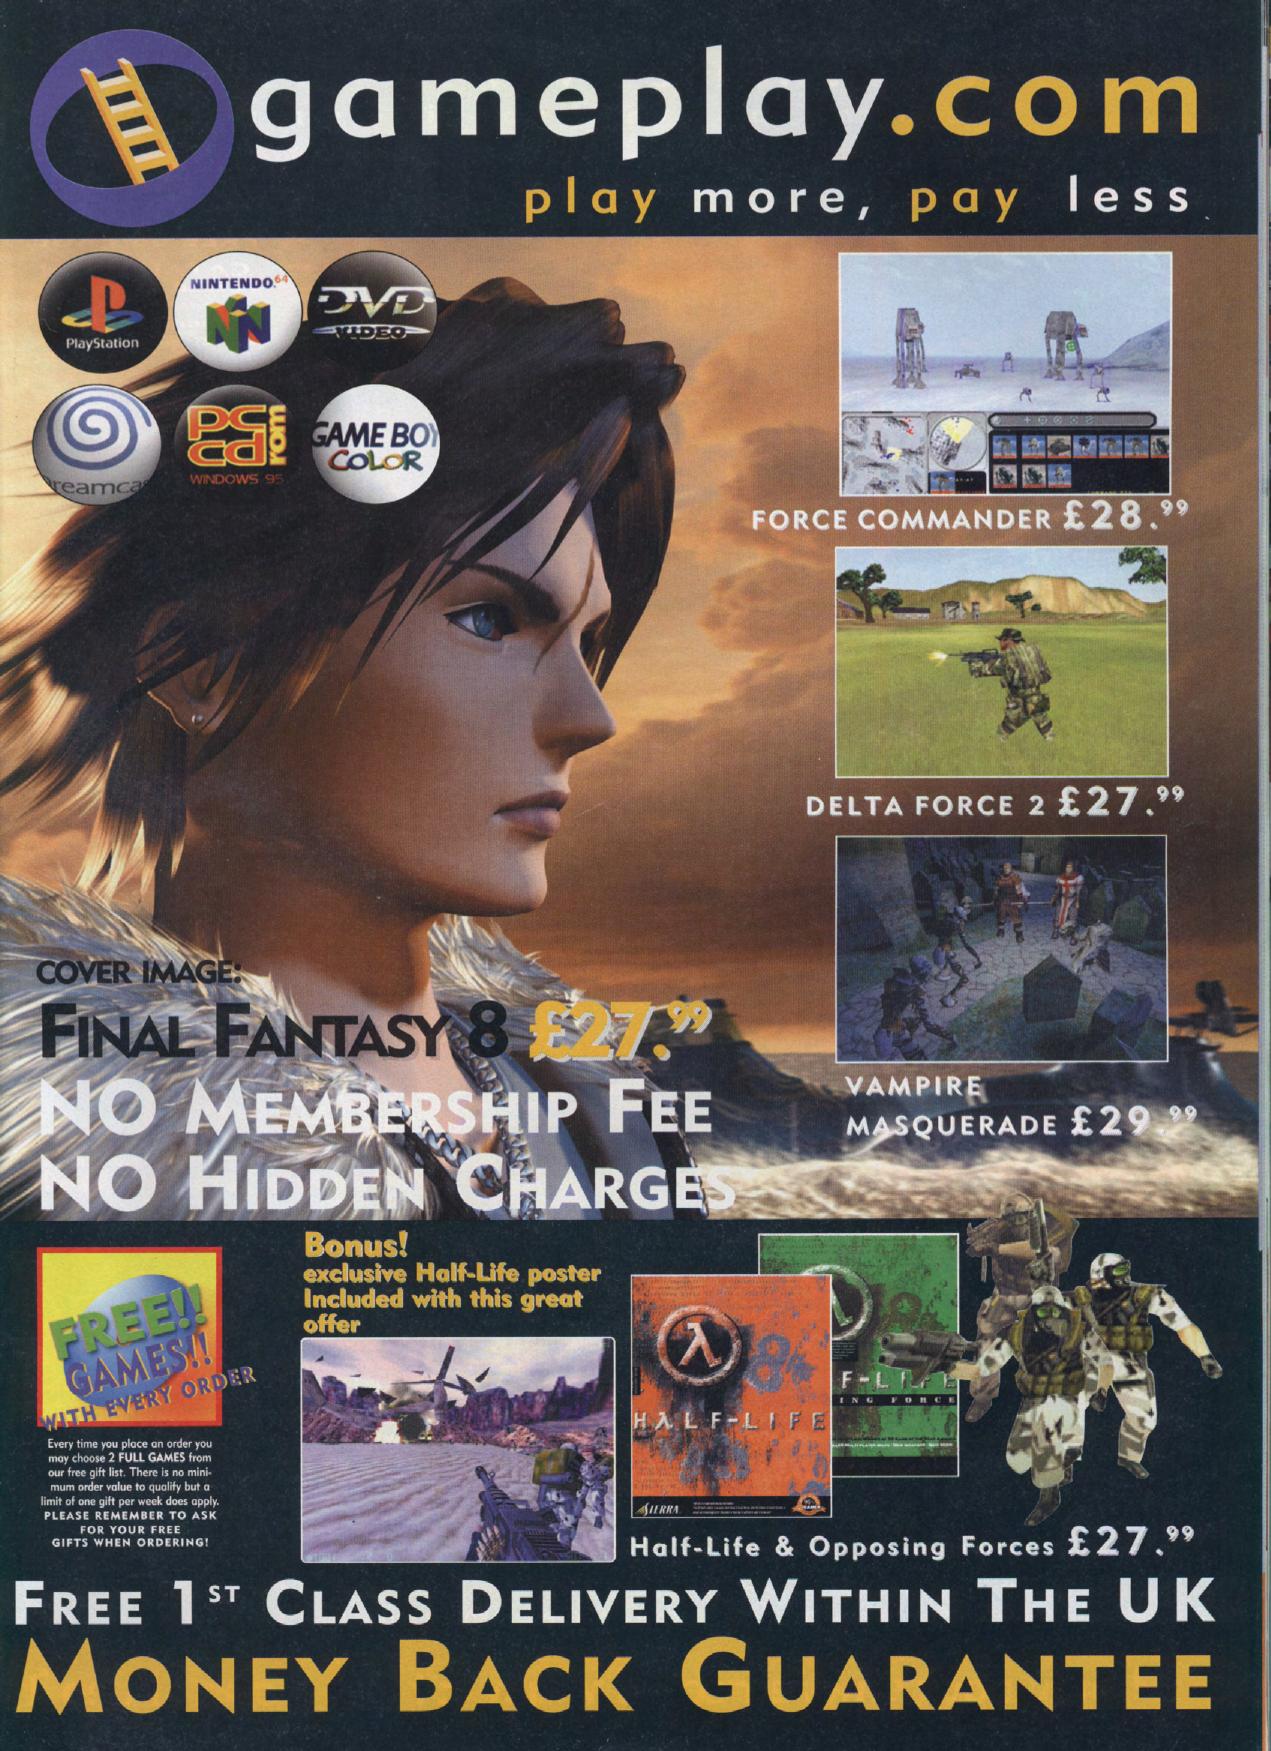 gameplay.com
play more, pay less
PlayStation
NINTENDO64
DVD
VIDEO
Dreamcas
PC
cd
rom
WINDOWS 95
GAME BOY
COLOR
FORCE COMMANDER £28.99
DELTA FORCE 2 £27.99
VAMPIRE
MASQUERADE £29.99
COVER IMAGE:
FINAL FANTASY 8 £27.99
NO MEMBERSHIP FEE
NO HIDDEN CHARGES
FREE!!
GAMES!!
WITH EVERY ORDER
Every time you place an order you
may choose 2 FULL GAMES from
our free gift list. There is no mini-
mum order value to qualify but a
limit of one gift per week does apply.
PLEASE REMEMBER TO ASK
FOR YOUR FREE
GIFTS WHEN ORDERING!
Bonus!
exclusive Half-Life poster
Included with this great
offer
HALF-LIFE
SIERRA
F-LIFE
ING FORCE
Half-Life & Opposing Forces £27.99
FREE 1ST CLASS DELIVERY WITHIN THE UK
MONEY BACK GUARANTEE